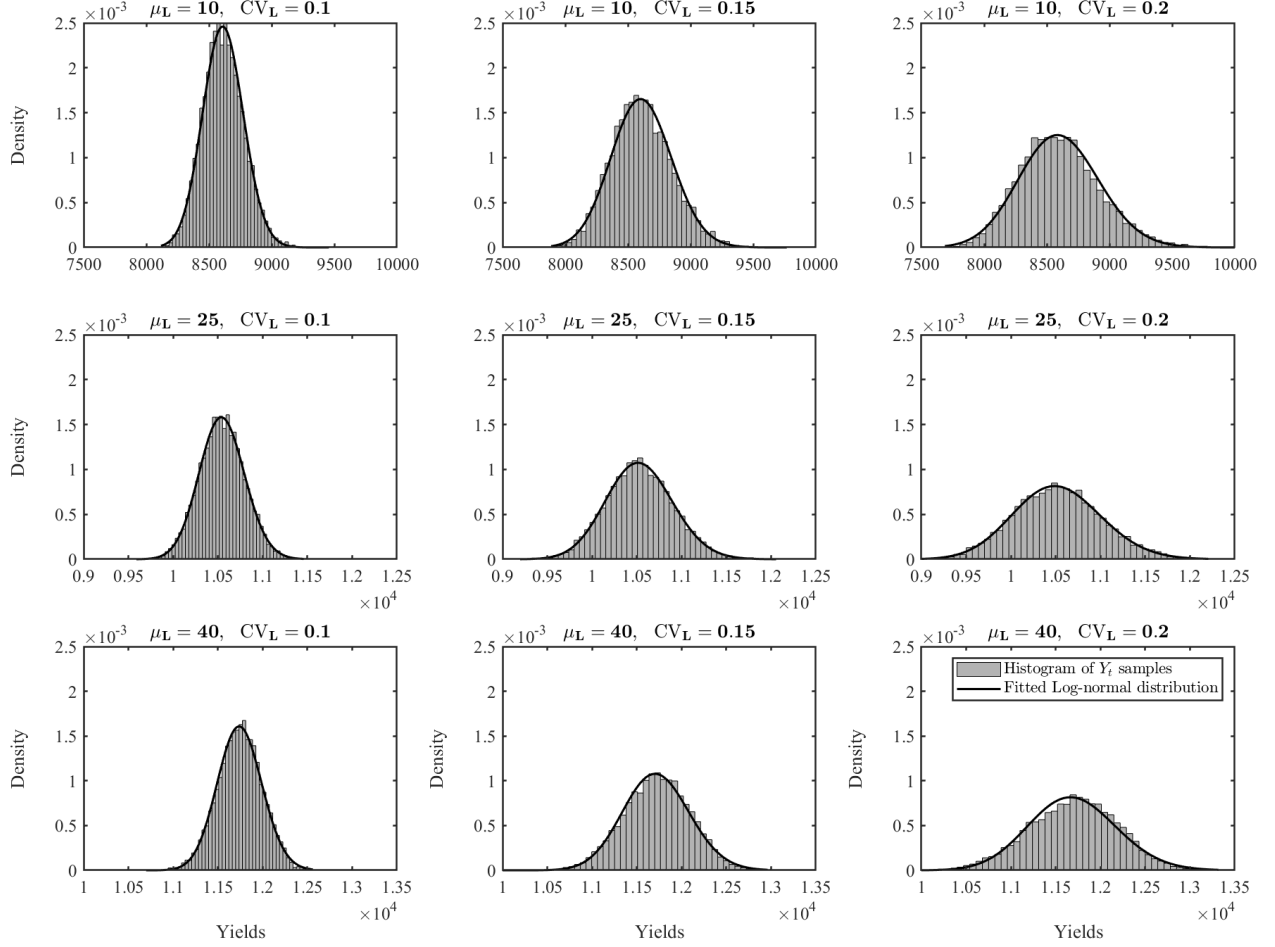 ×10⁻³ μL = 10, CVL = 0.1
2.5
2
1.5
1
0.5
0
7500 8000 8500 9000 9500 10000
Density
×10⁻³ μL = 10, CVL = 0.15
2.5
2
1.5
1
0.5
0
7500 8000 8500 9000 9500 10000
×10⁻³ μL = 10, CVL = 0.2
2.5
2
1.5
1
0.5
0
7500 8000 8500 9000 9500 10000
×10⁻³ μL = 25, CVL = 0.1
2.5
2
1.5
1
0.5
0
0.9 0.95 1 1.05 1.1 1.15 1.2 1.25
×10⁴
Density
×10⁻³ μL = 25, CVL = 0.15
2.5
2
1.5
1
0.5
0
0.9 0.95 1 1.05 1.1 1.15 1.2 1.25
×10⁴
×10⁻³ μL = 25, CVL = 0.2
2.5
2
1.5
1
0.5
0
0.9 0.95 1 1.05 1.1 1.15 1.2 1.25
×10⁴
×10⁻³ μL = 40, CVL = 0.1
2.5
2
1.5
1
0.5
0
1 1.05 1.1 1.15 1.2 1.25 1.3 1.35
×10⁴
Density
Yields
×10⁻³ μL = 40, CVL = 0.15
2.5
2
1.5
1
0.5
0
1 1.05 1.1 1.15 1.2 1.25 1.3 1.35
×10⁴
Density
Yields
×10⁻³ μL = 40, CVL = 0.2
2.5
2
1.5
1
0.5
0
1 1.05 1.1 1.15 1.2 1.25 1.3 1.35
×10⁴
Density
Yields
Histogram of Yt samples
Fitted Log-normal distribution